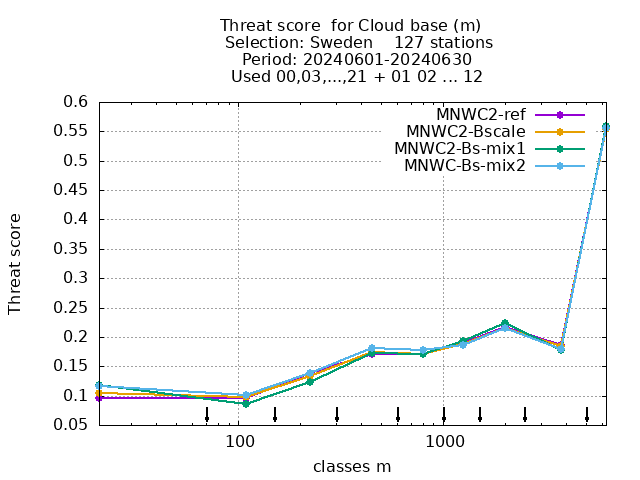 Threat score  for Cloud base (m)
Selection: Sweden    127 stations
Period: 20240601-20240630
Used 00,03,...,21 + 01 02 ... 12
MNWC2-ref
MNWC2-Bscale
MNWC2-Bs-mix1
MNWC-Bs-mix2
0.6
0.55
0.5
0.45
0.4
0.35
0.3
0.25
0.2
0.15
0.1
0.05
Threat score
100
1000
classes m